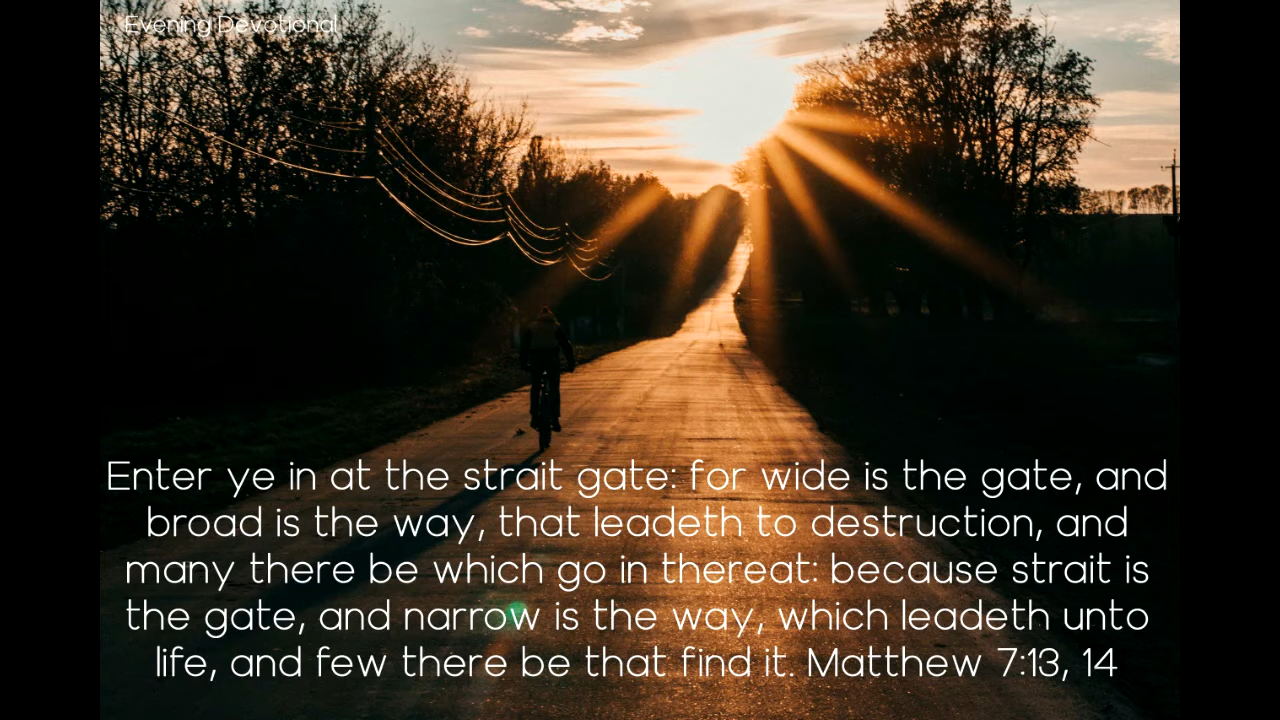 Evening Devotional
Enter ye in at the strait gate: for wide is the gate, and
broad is the way, that leadeth to destruction, and
many there be which go in thereat: because strait is
the gate, and narrow is the way, which leadeth unto
life, and few there be that find it. Matthew 7:13, 14